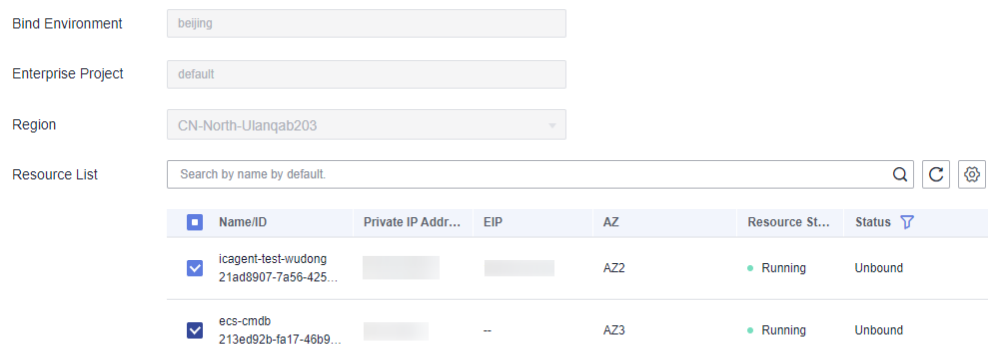 Bind Environment
beijing
Enterprise Project
default
Region
CN-North-Ulanqab203
Resource List
Search by name by default.
Name/ID Private IP Addr... EIP AZ Resource St... Status
icagent-test-wudong
21ad8907-7a56-425... AZ2 Running Unbound
ecs-cmdb
213ed92b-fa17-46b9... -- AZ3 Running Unbound